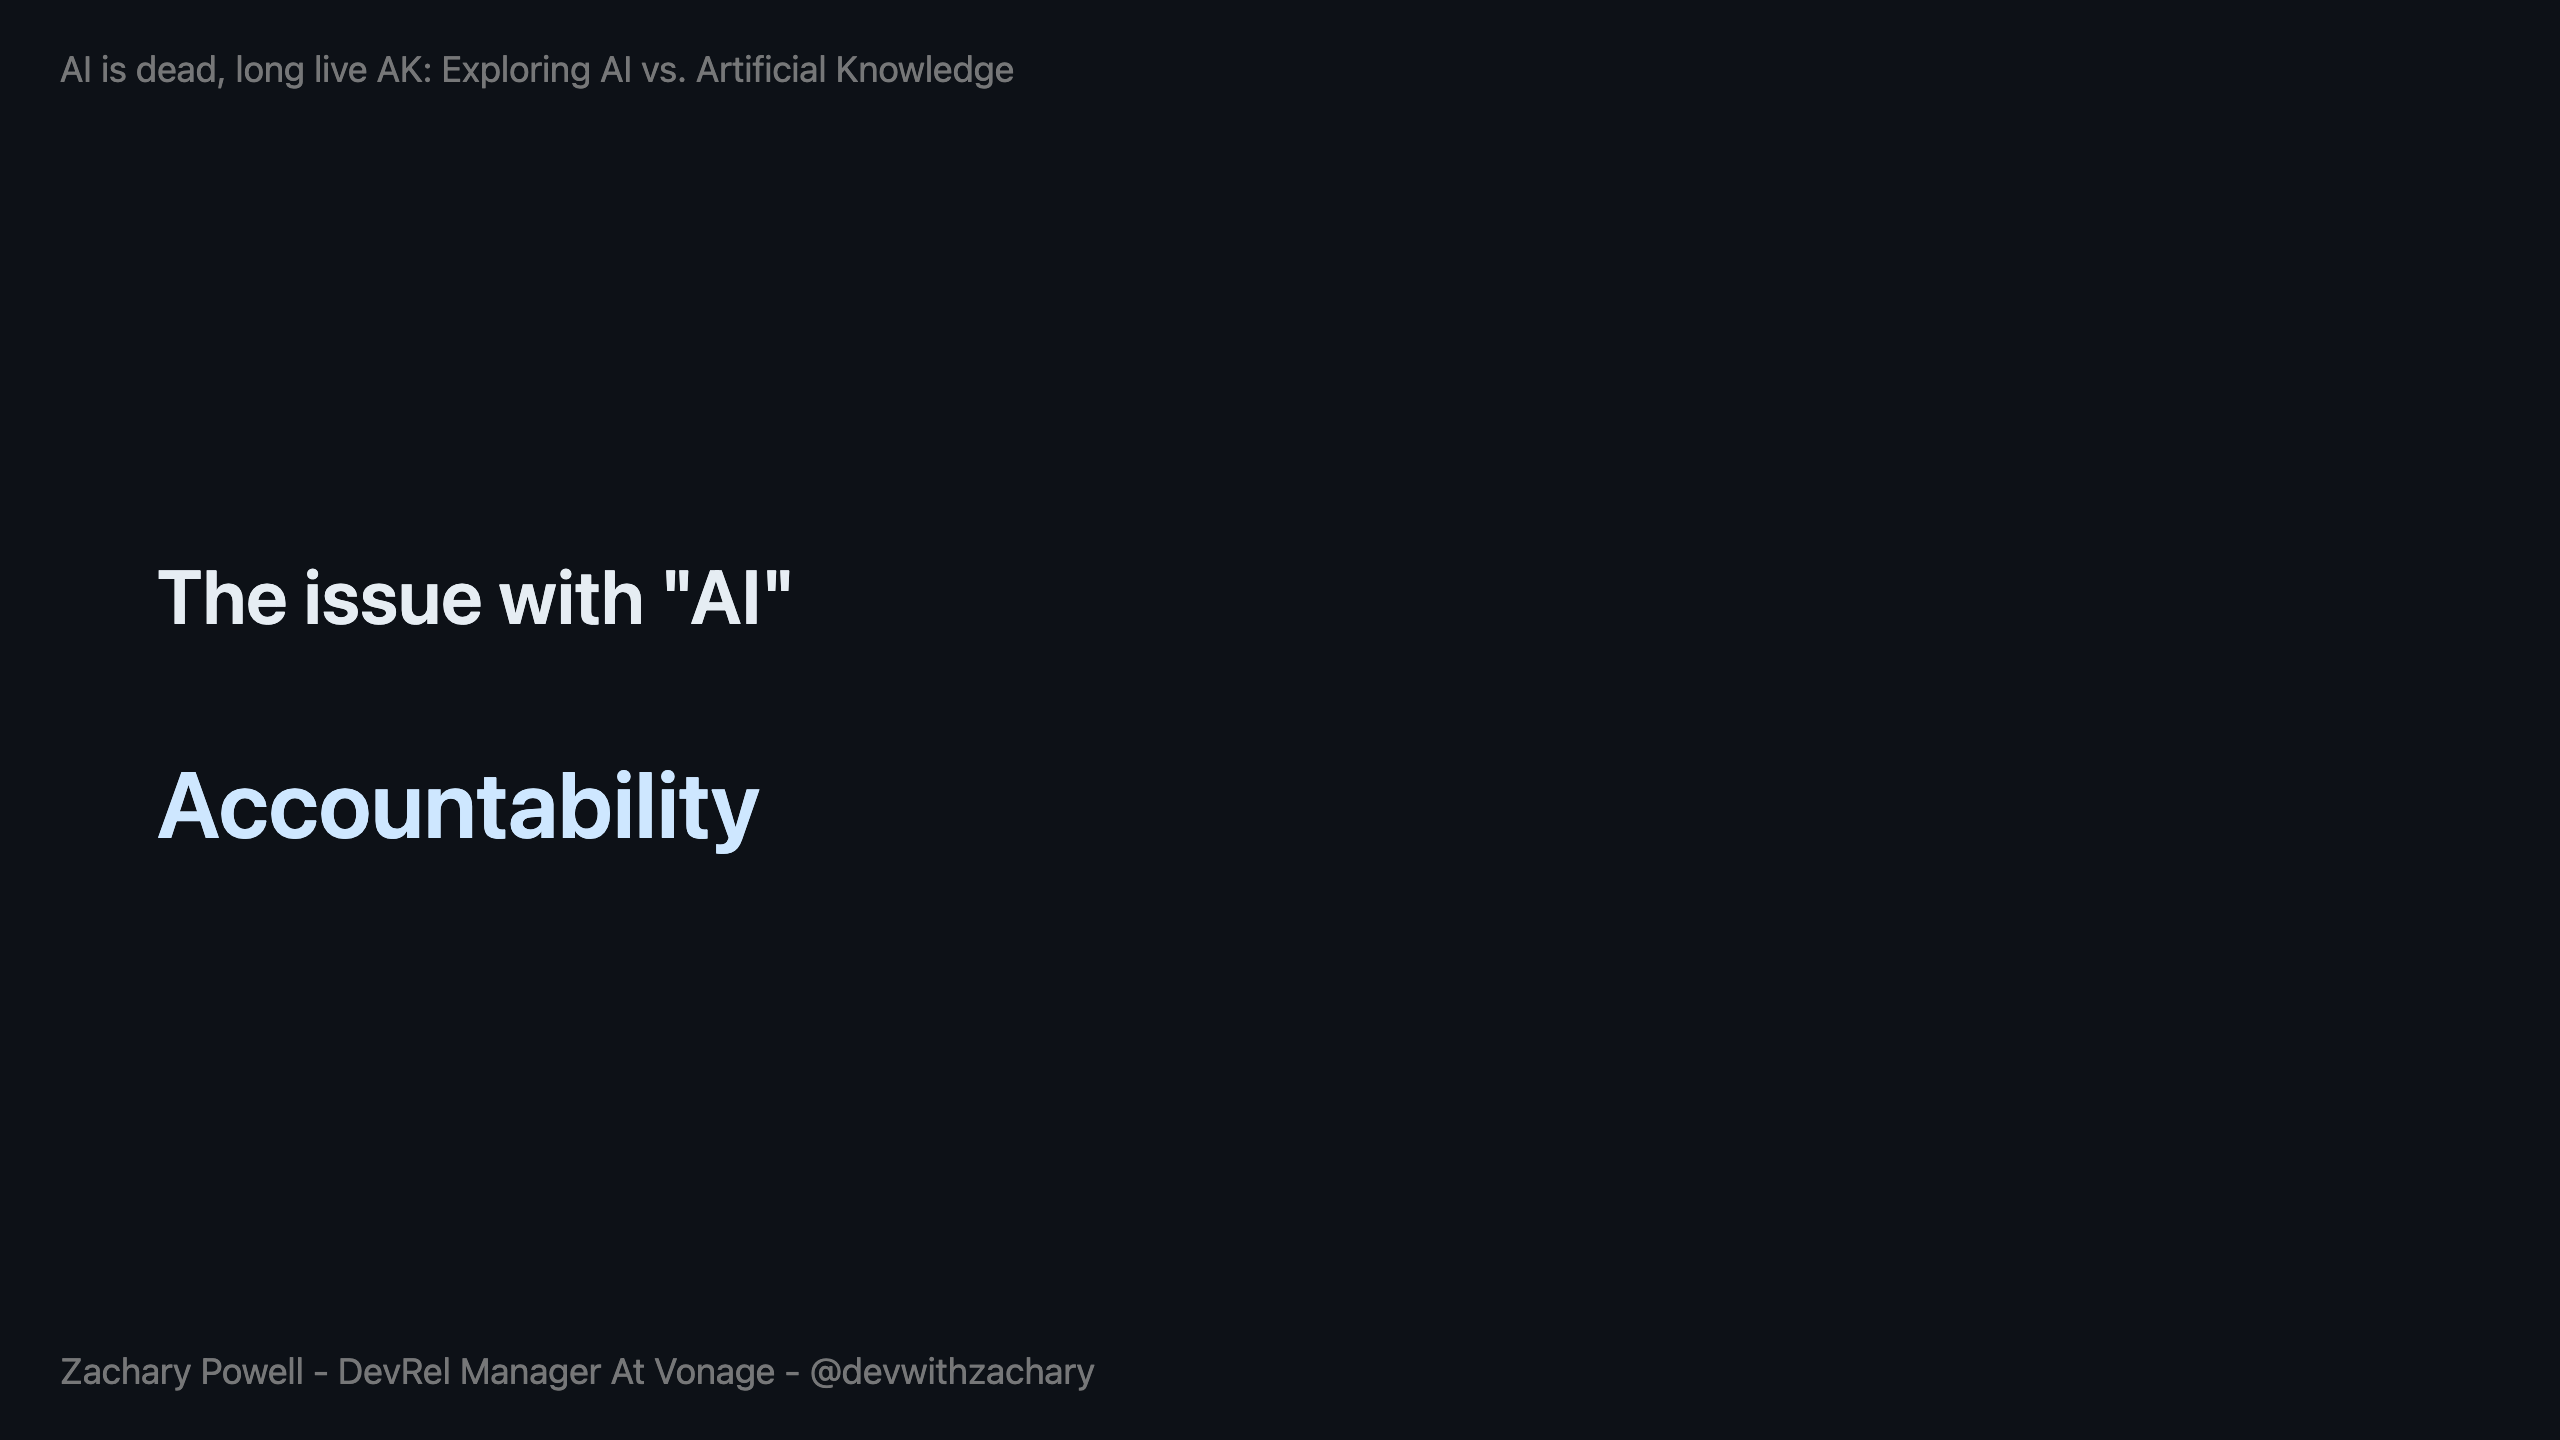 AI is dead, long live AK: Exploring AI vs. Artificial Knowledge
The issue with "AI"
Accountability
Zachary Powell - DevRel Manager At Vonage - @devwithzachary